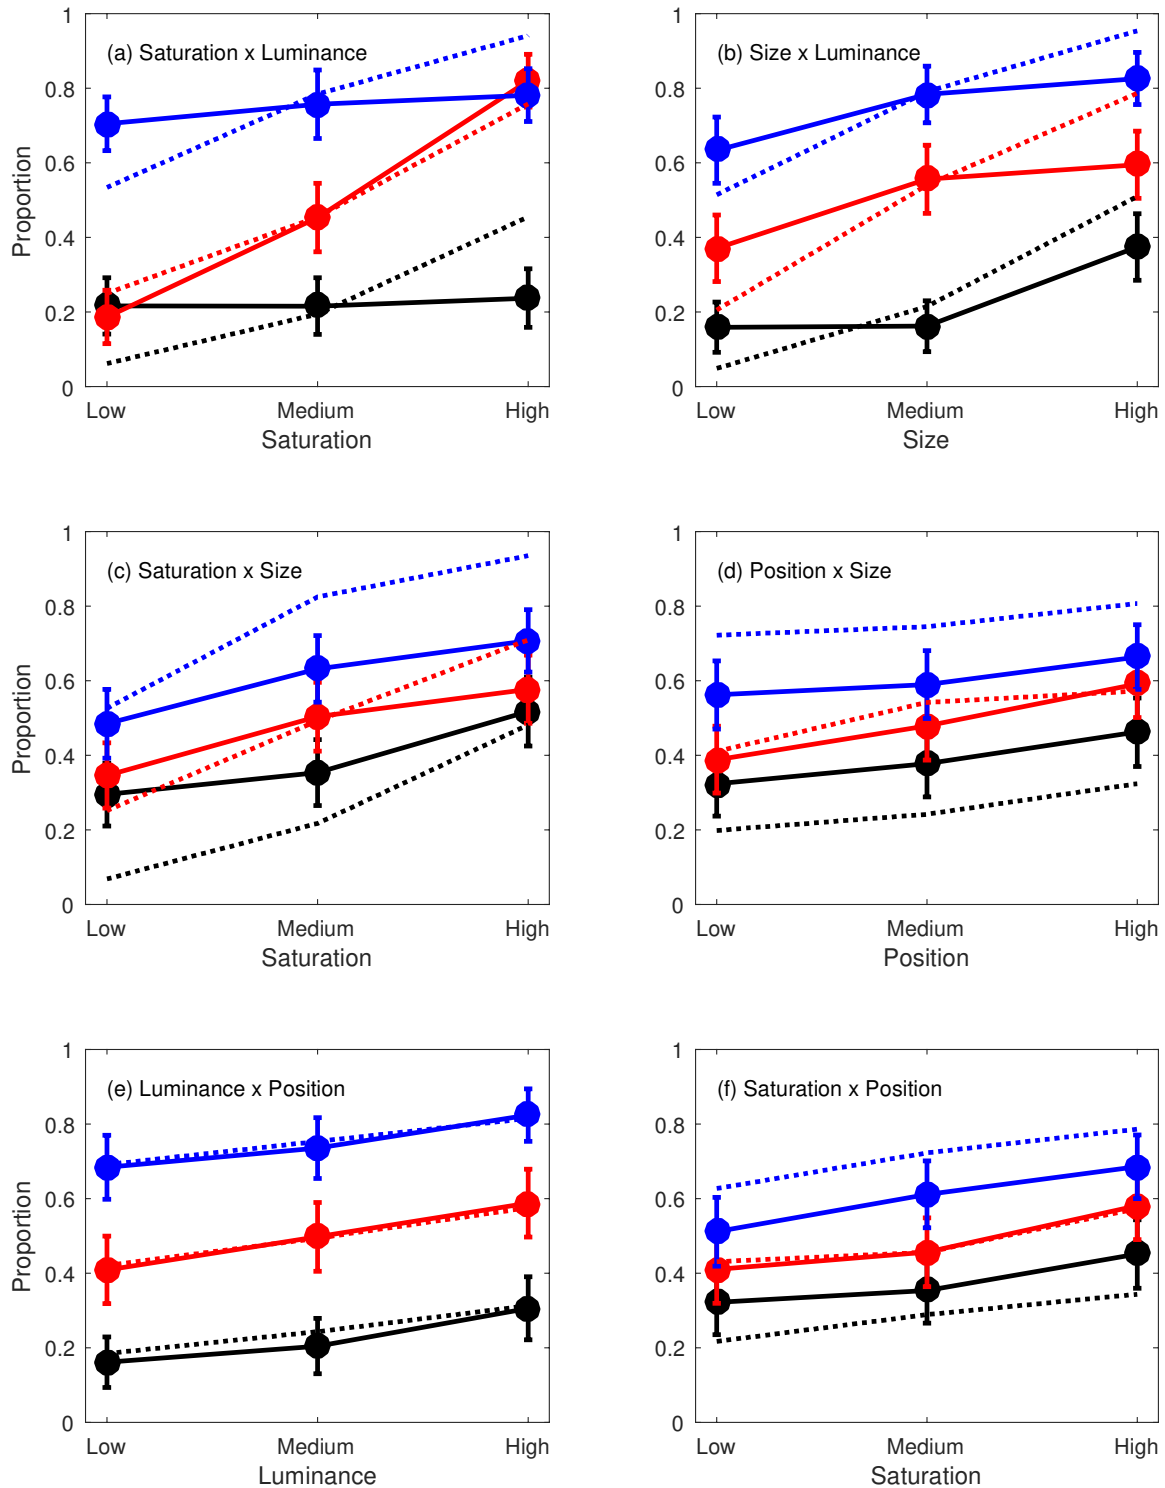 (a) Saturation x Luminance
Proportion
1
0.8
0.6
0.4
0.2
0
Low Medium High
Saturation
(b) Size x Luminance
1
0.8
0.6
0.4
0.2
0
Low Medium High
Size
(c) Saturation x Size
Proportion
1
0.8
0.6
0.4
0.2
0
Low Medium High
Saturation
(d) Position x Size
1
0.8
0.6
0.4
0.2
0
Low Medium High
Position
(e) Luminance x Position
Proportion
1
0.8
0.6
0.4
0.2
0
Low Medium High
Luminance
(f) Saturation x Position
1
0.8
0.6
0.4
0.2
0
Low Medium High
Saturation